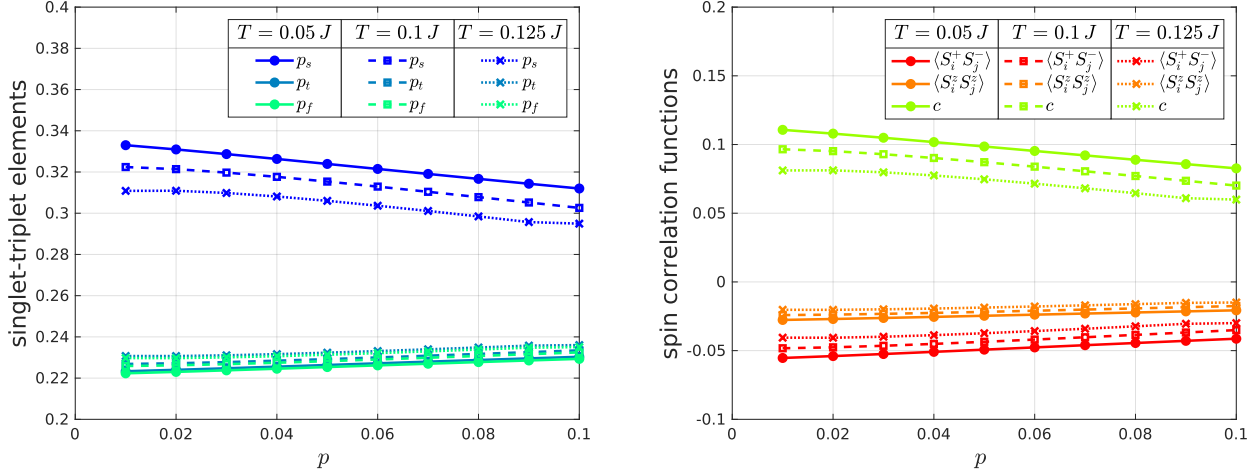 0.4
0.38
0.36
0.34
0.32
0.3
0.28
0.26
0.24
0.22
0.2
singlet-triplet elements
T = 0.05 J T = 0.1 J T = 0.125 J
p_s p_s p_s
p_t p_t p_t
p_f p_f p_f
0 0.02 0.04 0.06 0.08 0.1
p
0.2
0.15
0.1
0.05
0
-0.05
-0.1
spin correlation functions
T = 0.05 J T = 0.1 J T = 0.125 J
⟨S_i^+ S_j^-⟩ ⟨S_i^+ S_j^-⟩ ⟨S_i^+ S_j^-⟩
⟨S_i^z S_j^z⟩ ⟨S_i^z S_j^z⟩ ⟨S_i^z S_j^z⟩
c c c
0 0.02 0.04 0.06 0.08 0.1
p